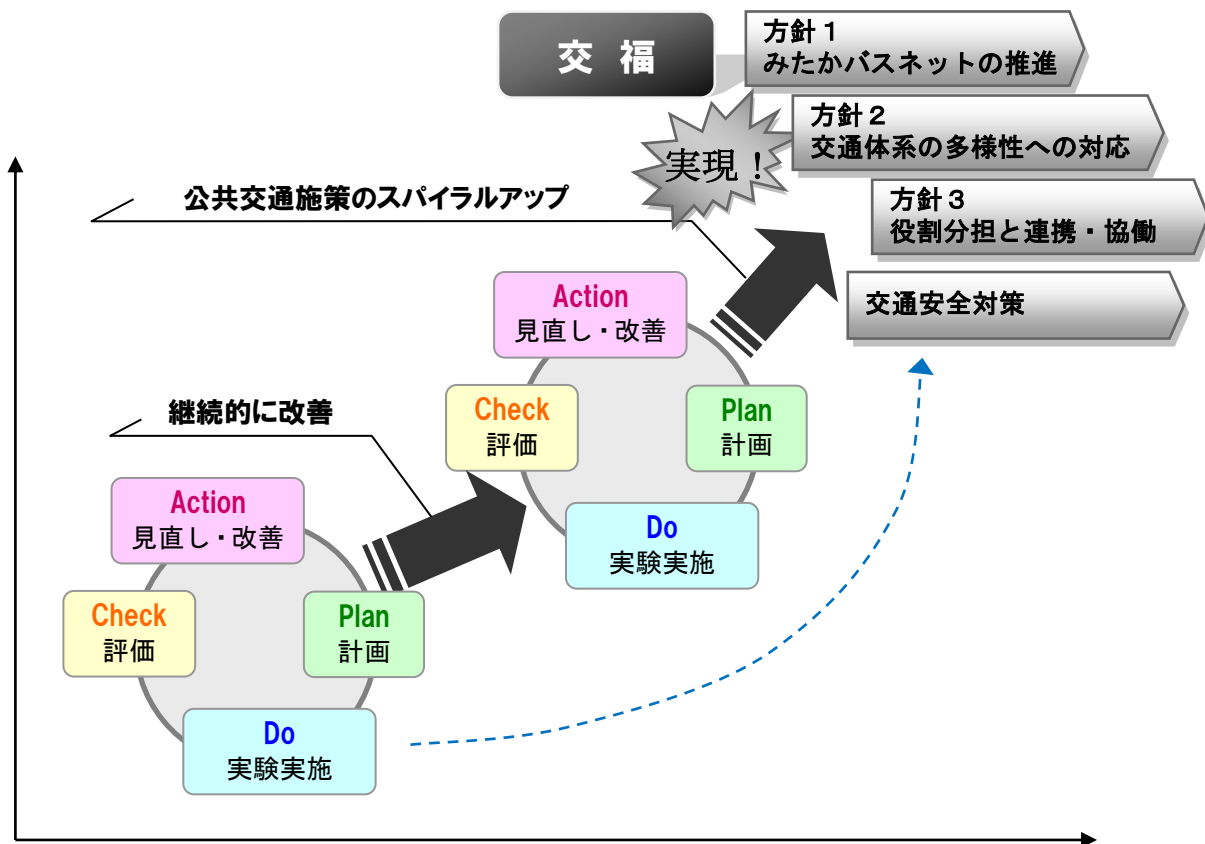 交 福
方針１
みたかバスネットの推進
方針２
交通体系の多様性への対応
実現！
公共交通施策のスパイラルアップ
方針３
役割分担と連携・協働
交通安全対策
Action
見直し・改善
Check
評価
Plan
計画
Do
実験実施
継続的に改善
Action
見直し・改善
Check
評価
Plan
計画
Do
実験実施